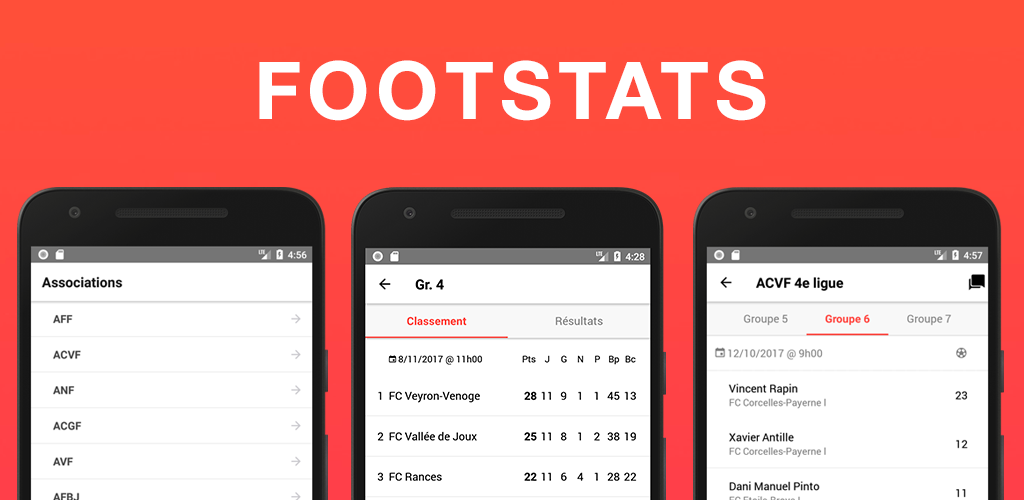 FOOTSTATS
LTE 4:56
Associations
AFF
ACVF
ANF
ACGF
AVF
AFBJ
LTE 4:28
Gr. 4
Classement Résultats
8/11/2017 @ 11h00 Pts J G N P Bp Bc
1 FC Veyron-Venoge 28 11 9 1 1 45 13
2 FC Vallée de Joux 25 11 8 1 2 38 19
3 FC Rances 22 11 6 4 1 28 22
LTE 4:57
ACVF 4e ligue
Groupe 5 Groupe 6 Groupe 7
12/10/2017 @ 9h00
Vincent Rapin
FC Corcelles-Payerne I 23
Xavier Antille
FC Corcelles-Payerne I 12
Dani Manuel Pinto 11